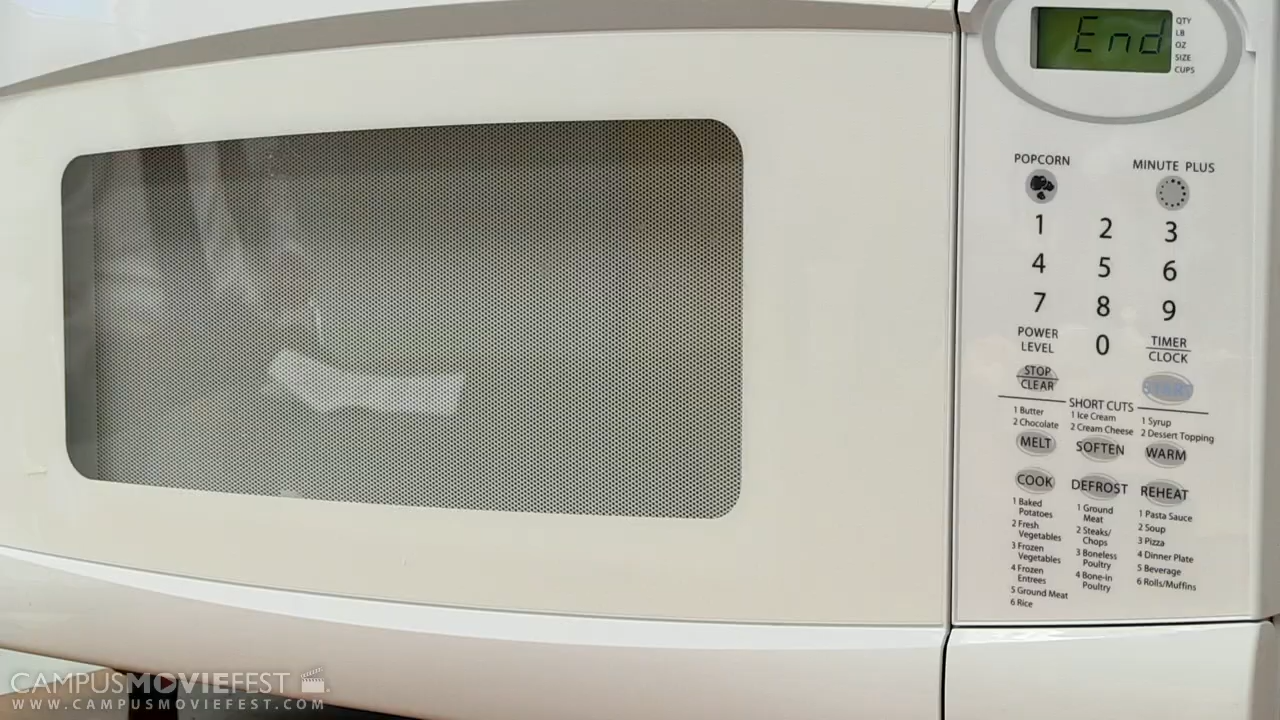 End
QTY
LB
OZ
SIZE
CUPS
POPCORN
MINUTE PLUS
1 2 3
4 5 6
7 8 9
POWER LEVEL
0
TIMER
CLOCK
STOP
CLEAR
START
SHORT CUTS
1 Butter
2 Chocolate
1 Ice Cream
2 Cream Cheese
1 Syrup
2 Dessert Topping
MELT
SOFTEN
WARM
COOK
DEFROST
REHEAT
1 Baked
Potatoes
2 Fresh
Vegetables
3 Frozen
Vegetables
4 Frozen
Entrees
5 Ground Meat
6 Rice
1 Ground
Meat
2 Steaks/
Chops
3 Boneless
Poultry
4 Bone-in
Poultry
1 Pasta Sauce
2 Soup
3 Pizza
4 Dinner Plate
5 Beverage
6 Rolls/Muffins
CAMPUSMOVIEFEST
WWW.CAMPUSMOVIEFEST.COM